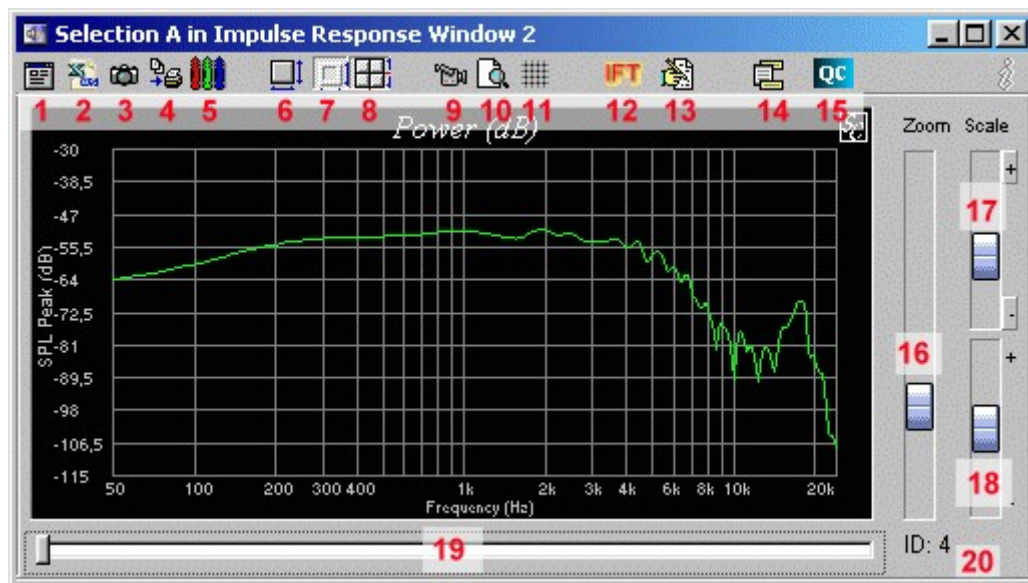 Selection A in Impulse Response Window 2
IFT QC
1 2 3 4 5 6 7 8 9 10 11 12 13 14 15
Power (dB)
Zoom Scale
SPL Peak (dB)
-30
-38,5
-47
-55,5
-64
-72,5
-81
-89,5
-98
-106,5
-115
50 100 200 300 400 1k 2k 3k 4k 6k 8k 10k 20k
Frequency (Hz)
+
17
-
16
+
18
-
19
ID: 4
20